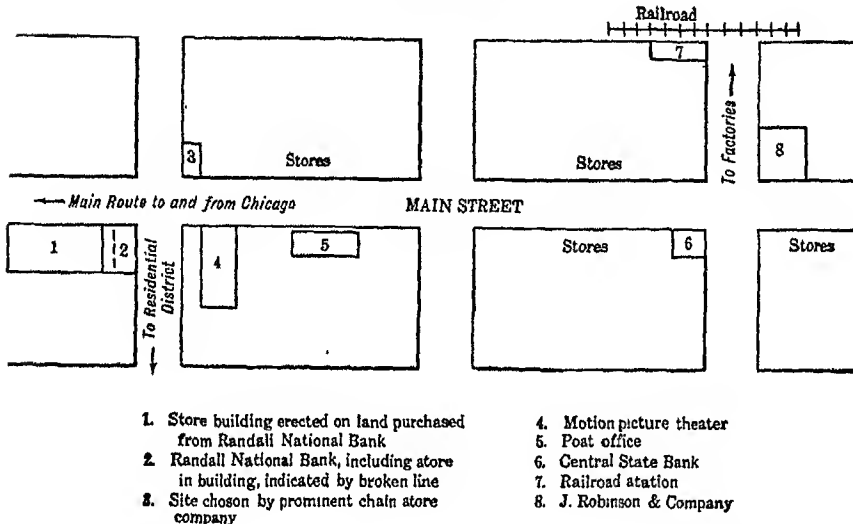 Railroad
7
To Factories
3
Stores
Stores
8
Main Route to and from Chicago
MAIN STREET
1
2
To Residential
District
4
5
Stores
6
Stores
1. Store building erected on land purchased
from Randall National Bank
2. Randall National Bank, including store
in building, indicated by broken line
3. Site choson by prominent chain store
company
4. Motion picture theater
5. Post office
6. Central State Bank
7. Railroad station
8. J. Robinson & Company